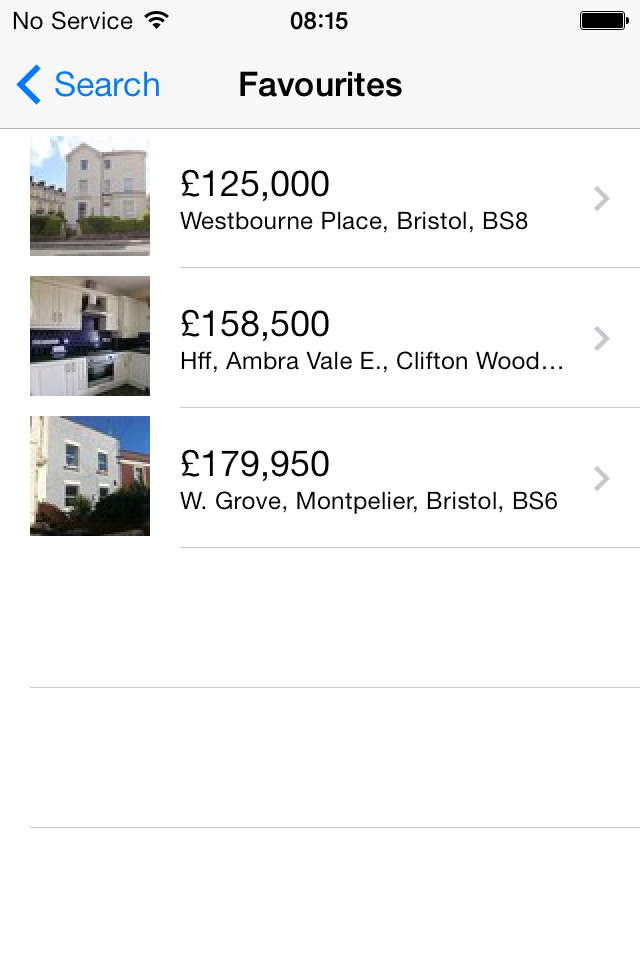 No Service 08:15
Search Favourites
£125,000
Westbourne Place, Bristol, BS8
£158,500
Hff, Ambra Vale E., Clifton Wood…
£179,950
W. Grove, Montpelier, Bristol, BS6